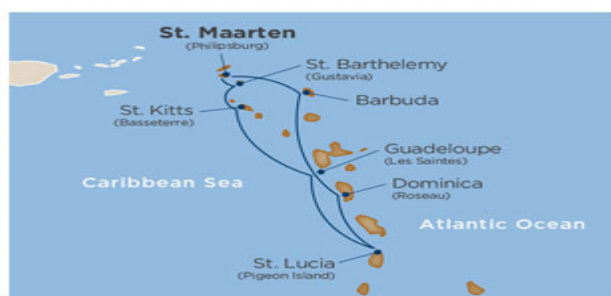 St. Maarten
(Philipsburg)
St. Barthelemy
(Gustavia)
Barbuda
St. Kitts
(Basseterre)
Guadeloupe
(Les Saintes)
Caribbean Sea
Dominica
(Roseau)
Atlantic Ocean
St. Lucia
(Pigeon Island)